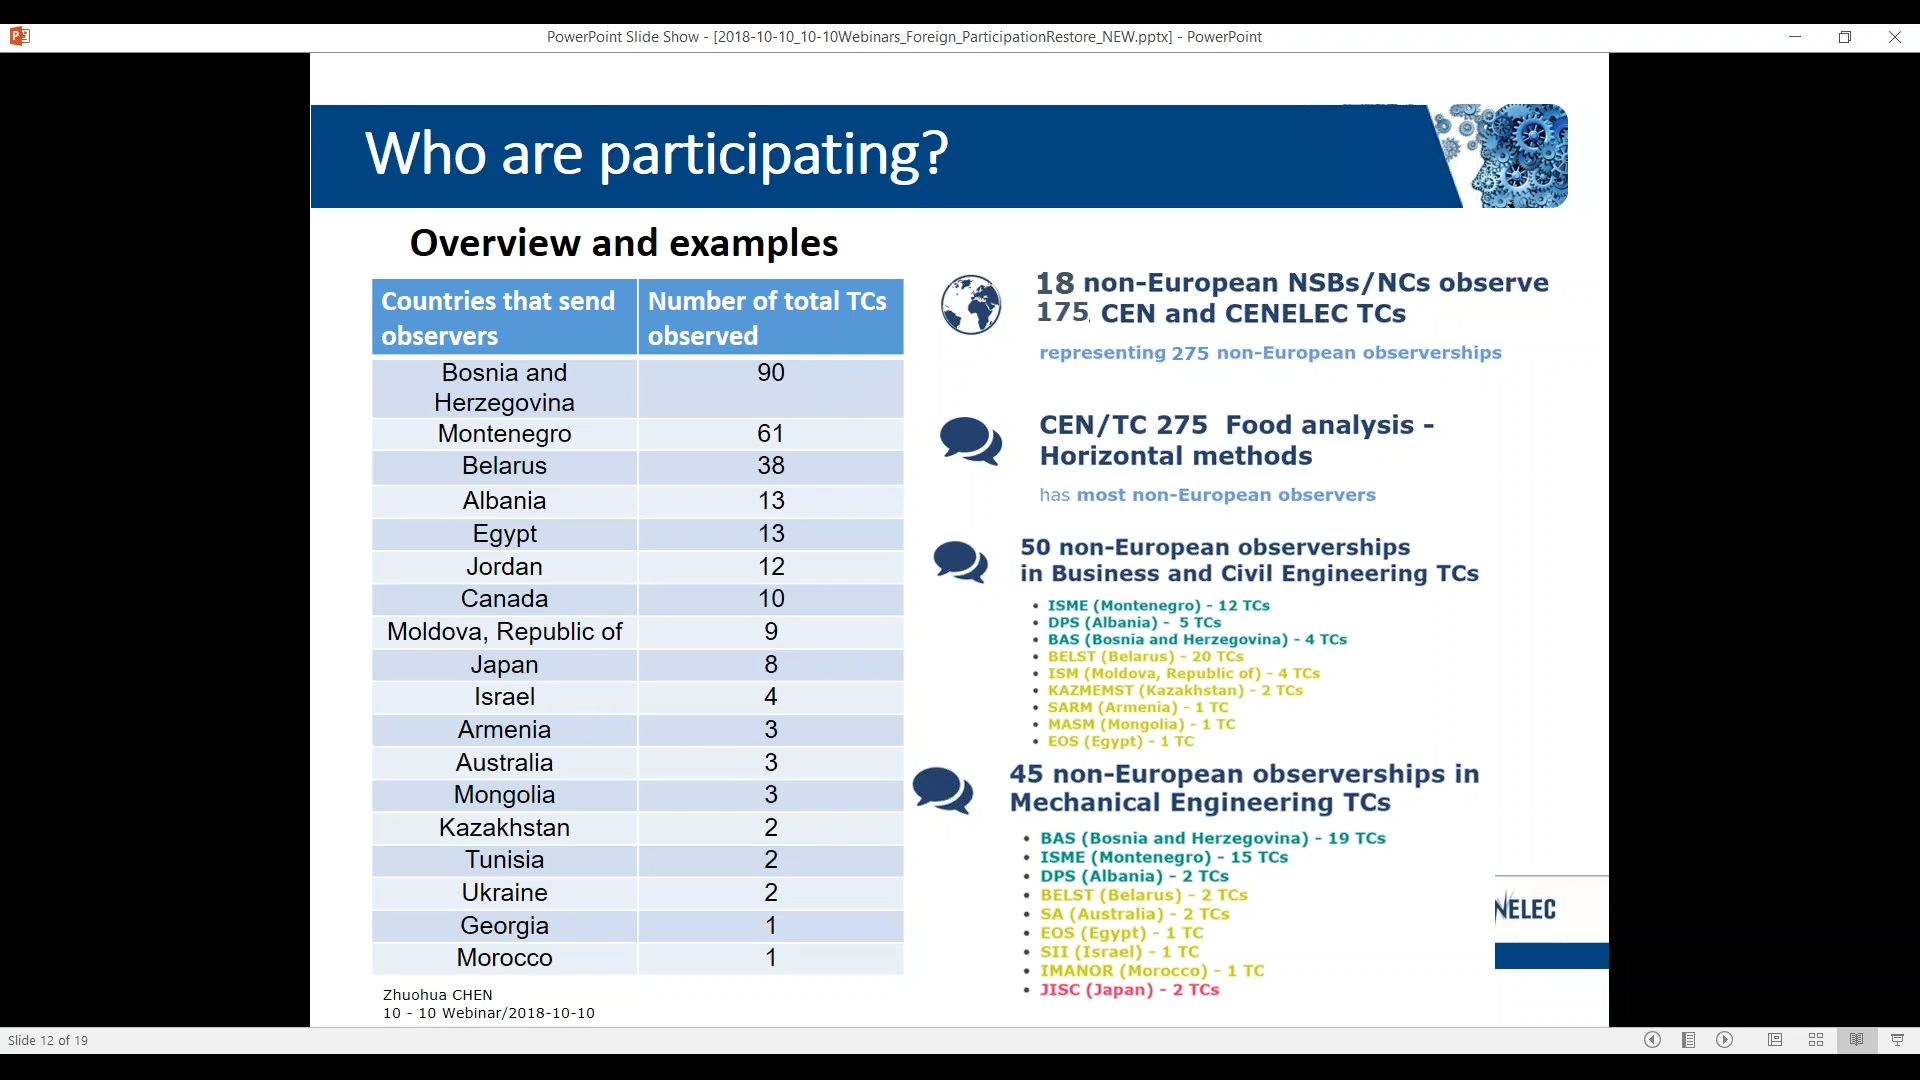 PowerPoint Slide Show - [2018-10-10_10-10Webinars_Foreign_ParticipationRestore_NEW.pptx] - PowerPoint
Who are participating?
Overview and examples
Countries that send observers
Number of total TCs observed
Bosnia and Herzegovina 90
Montenegro 61
Belarus 38
Albania 13
Egypt 13
Jordan 12
Canada 10
Moldova, Republic of 9
Japan 8
Israel 4
Armenia 3
Australia 3
Mongolia 3
Kazakhstan 2
Tunisia 2
Ukraine 2
Georgia 1
Morocco 1
18 non-European NSBs/NCs observe
175. CEN and CENELEC TCs
representing 275 non-European observerships
CEN/TC 275 Food analysis -
Horizontal methods
has most non-European observers
50 non-European observerships
in Business and Civil Engineering TCs
• ISME (Montenegro) - 12 TCs
• DPS (Albania) - 5 TCs
• BAS (Bosnia and Herzegovina) - 4 TCs
• BELST (Belarus) - 20 TCs
• ISM (Moldova, Republic of) - 4 TCs
• KAZMEMST (Kazakhstan) - 2 TCs
• SARM (Armenia) - 1 TC
• MASM (Mongolia) - 1 TC
• EOS (Egypt) - 1 TC
45 non-European observerships in
Mechanical Engineering TCs
• BAS (Bosnia and Herzegovina) - 19 TCs
• ISME (Montenegro) - 15 TCs
• DPS (Albania) - 2 TCs
• BELST (Belarus) - 2 TCs
• SA (Australia) - 2 TCs
• EOS (Egypt) - 1 TC
• SII (Israel) - 1 TC
• IMANOR (Morocco) - 1 TC
• JISC (Japan) - 2 TCs
NELEC
Zhuohua CHEN
10 - 10 Webinar/2018-10-10
Slide 12 of 19